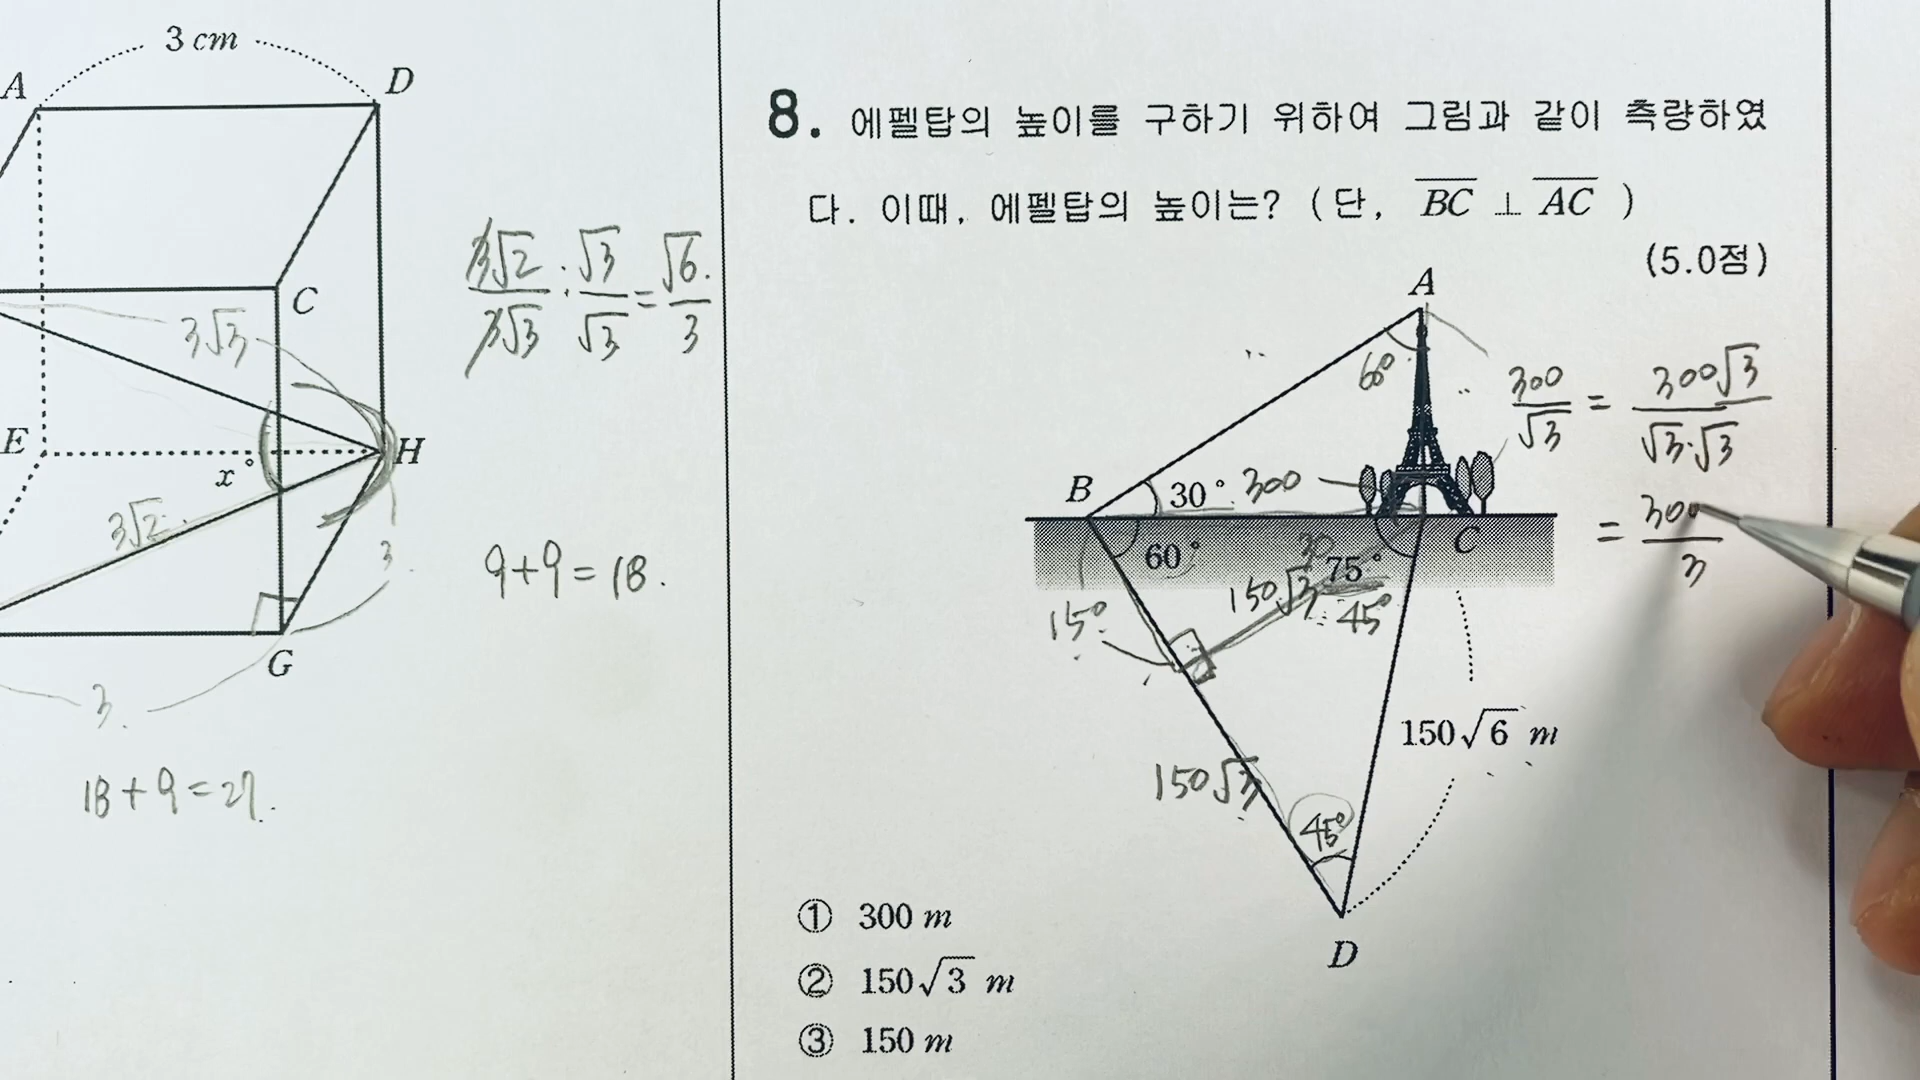 3 cm
A
D
C
3√3
E
H
x°
3√2
3
G
3.
18+9=27.
3√2/3√3 · √3/√3 = √6/3
9+9=18.
8. 에펠탑의 높이를 구하기 위하여 그림과 같이 측량하였
다. 이때, 에펠탑의 높이는? (단, BC ⊥ AC )
(5.0점)
A
60°
300/√3 = 300√3/√3·√3
= 300/3
B
30°
300
60°
30
75°
C
15°
150√3
45°
150√6 m
150√3
45°
D
① 300 m
② 150√3 m
③ 150 m